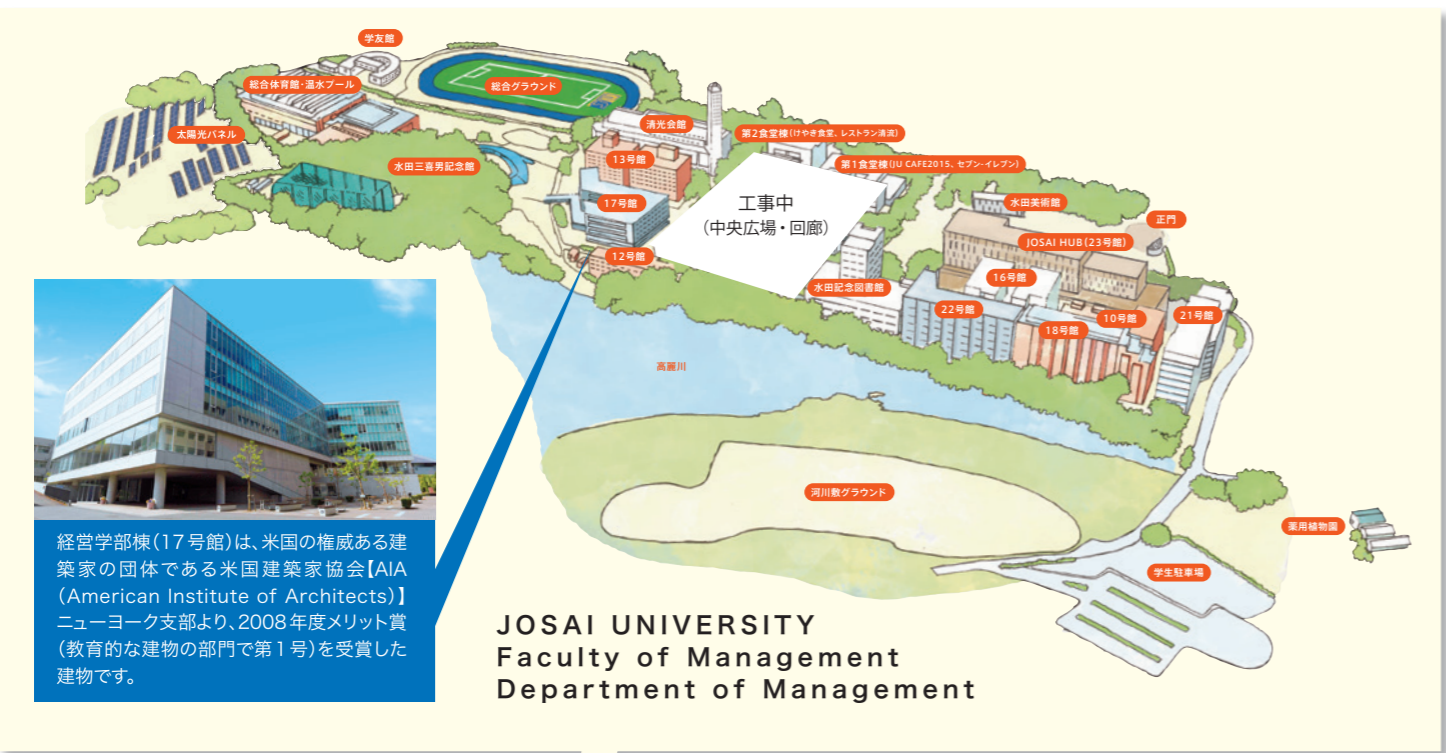 学友館
総合体育館・温水プール
総合グラウンド
太陽光パネル
清光会館
第2食堂棟(けやき食堂、レストラン清流)
水田三喜男記念館
13号館
第1食堂棟(JU CAFE2015、セブン-イレブン)
17号館
工事中
（中央広場・回廊）
水田美術館
正門
JOSAI HUB(23号館)
12号館
16号館
水田記念図書館
22号館
10号館
21号館
18号館
高麗川
河川敷グラウンド
薬用植物園
学生駐車場
経営学部棟（17号館）は、米国の権威ある建
築家の団体である米国建築家協会【AIA
（American Institute of Architects）】
ニューヨーク支部より、2008年度メリット賞
（教育的な建物の部門で第1号）を受賞した
建物です。
JOSAI UNIVERSITY
Faculty of Management
Department of Management